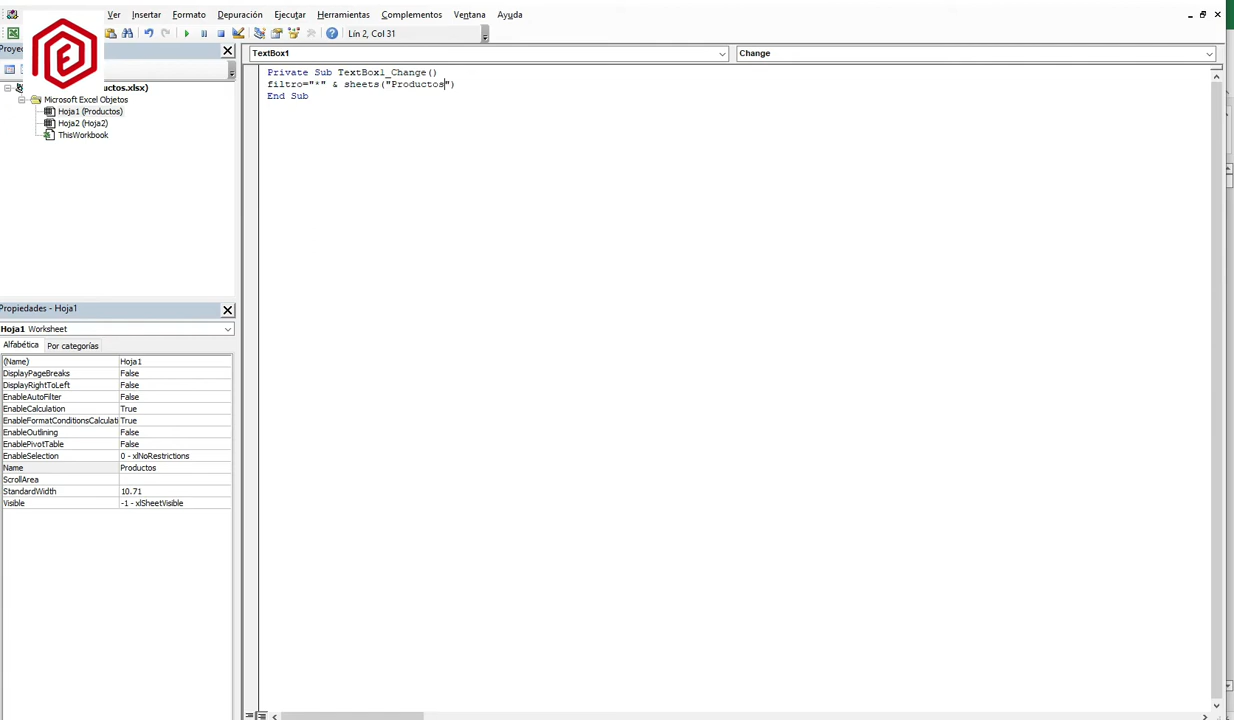 Ver Insertar Formato Depuración Ejecutar Herramientas Complementos Ventana Ayuda
Lín 2, Col 31
Proye
TextBox1 Change
ctos.xlsx)
Microsoft Excel Objetos
Hoja1 (Productos)
Hoja2 (Hoja2)
ThisWorkbook
Private Sub TextBox1_Change()
filtro="*" & sheets("Productos")
End Sub
Propiedades - Hoja1
Hoja1 Worksheet
Alfabética Por categorías
(Name) Hoja1
DisplayPageBreaks False
DisplayRightToLeft False
EnableAutoFilter False
EnableCalculation True
EnableFormatConditionsCalculati True
EnableOutlining False
EnablePivotTable False
EnableSelection 0 - xlNoRestrictions
Name Productos
ScrollArea
StandardWidth 10.71
Visible -1 - xlSheetVisible